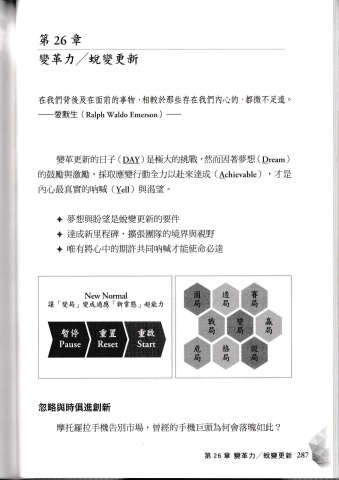 第 26 章
變革力／蛻變更新
在我們背後及在面前的事物，相較於那些存在我們內心的，都微不足道。
——愛默生（Ralph Waldo Emerson）——
變革更新的日子（DAY）是極大的挑戰，然而因著夢想（Dream）
的鼓勵與激勵，採取應變行動全力以赴來達成（Achievable），才是
內心最真實的吶喊（Yell）與渴望。
✦ 夢想與盼望是蛻變更新的要件
✦ 達成新里程碑，擴張團隊的境界與視野
✦ 唯有將心中的期許共同吶喊才能使命必達
New Normal
讓「變局」變成適應「新常態」超能力
暫停 重置 重啟
Pause Reset Start
困局 造局 賽局
戰局 變局 贏局
危局 格局
忽略與時俱進創新
摩托羅拉手機告別市場，曾經的手機巨頭為何會落魄如此？
第 26 章 變革力／蛻變更新 287